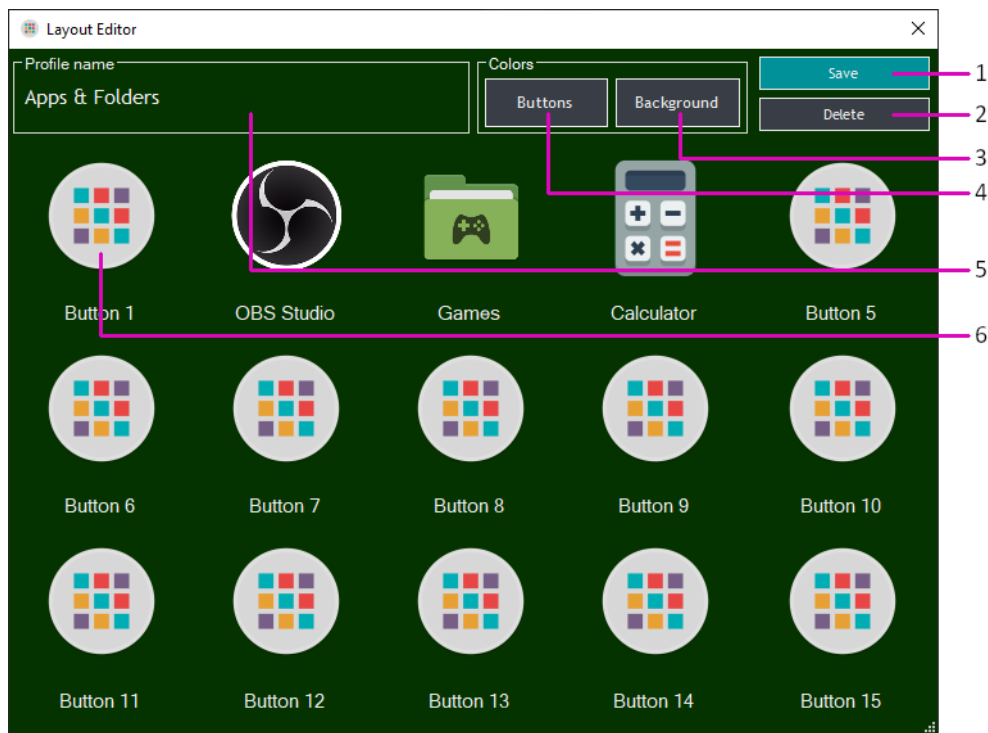 Layout Editor
Profile name
Apps & Folders
Colors
Buttons
Background
Save
Delete
1
2
3
4
5
6
Button 1
OBS Studio
Games
Calculator
Button 5
Button 6
Button 7
Button 8
Button 9
Button 10
Button 11
Button 12
Button 13
Button 14
Button 15